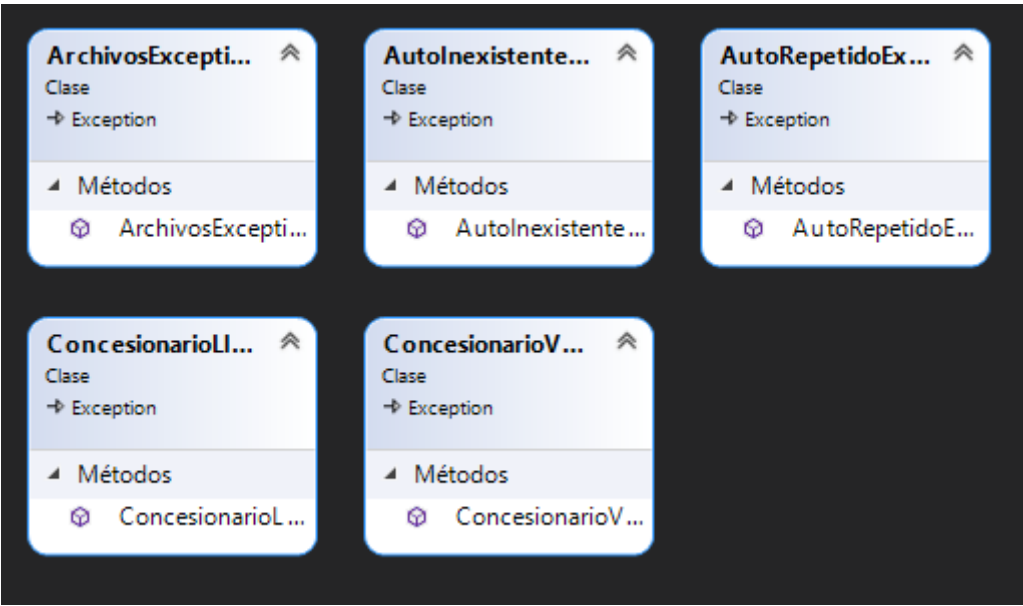 ArchivosExcepti...
Clase
Exception
Métodos
ArchivosExcepti...
AutoInexistente...
Clase
Exception
Métodos
AutoInexistente...
AutoRepetidoEx...
Clase
Exception
Métodos
AutoRepetidoE...
ConcesionarioLl...
Clase
Exception
Métodos
ConcesionarioL...
ConcesionarioV...
Clase
Exception
Métodos
ConcesionarioV...